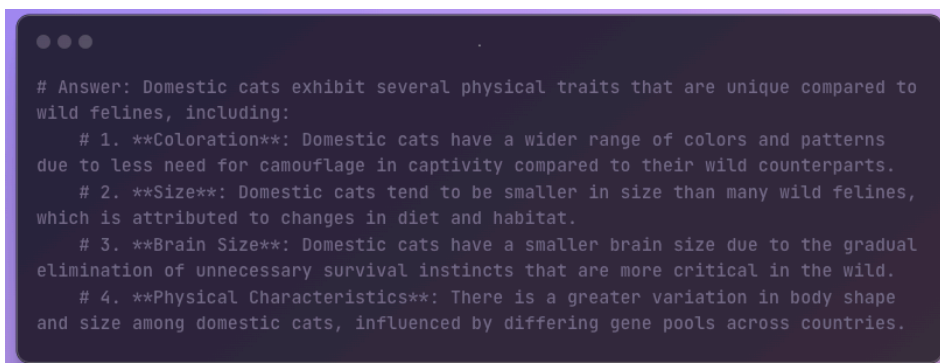 # Answer: Domestic cats exhibit several physical traits that are unique compared to
wild felines, including:
# 1. **Coloration**: Domestic cats have a wider range of colors and patterns
due to less need for camouflage in captivity compared to their wild counterparts.
# 2. **Size**: Domestic cats tend to be smaller in size than many wild felines,
which is attributed to changes in diet and habitat.
# 3. **Brain Size**: Domestic cats have a smaller brain size due to the gradual
elimination of unnecessary survival instincts that are more critical in the wild.
# 4. **Physical Characteristics**: There is a greater variation in body shape
and size among domestic cats, influenced by differing gene pools across countries.